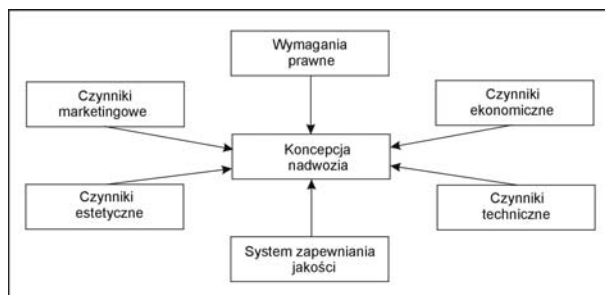 Wymagania
prawne
Czynniki
marketingowe
Czynniki
ekonomiczne
Koncepcja
nadwozia
Czynniki
estetyczne
Czynniki
techniczne
System zapewniania
jakości